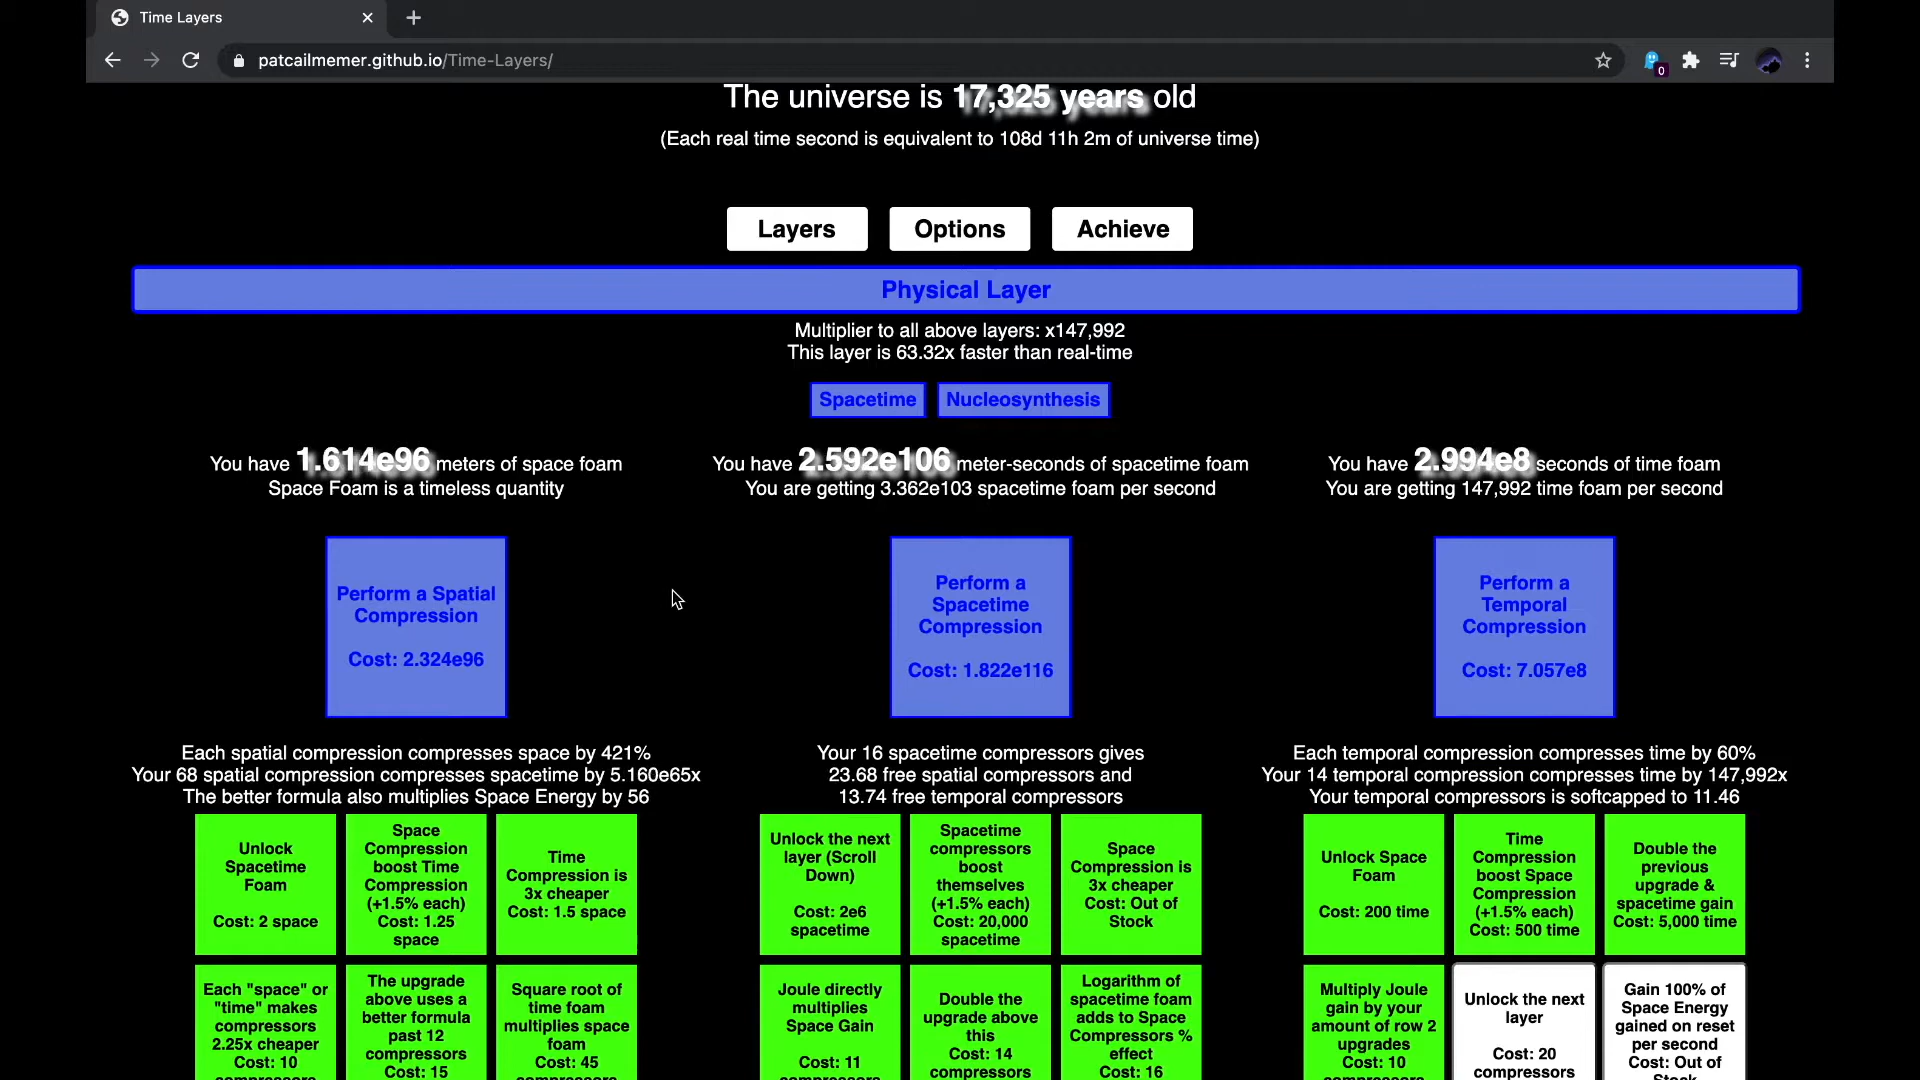 Time Layers
patcailmemer.github.io/Time-Layers/
0
The universe is 17,325 years old
(Each real time second is equivalent to 108d 11h 2m of universe time)
Layers
Options
Achieve
Physical Layer
Multiplier to all above layers: x147,992
This layer is 63.32x faster than real-time
Spacetime
Nucleosynthesis
You have 1.614e96 meters of space foam
Space Foam is a timeless quantity
Perform a Spatial
Compression
Cost: 2.324e96
Each spatial compression compresses space by 421%
Your 68 spatial compression compresses spacetime by 5.160e65x
The better formula also multiplies Space Energy by 56
Unlock
Spacetime
Foam
Cost: 2 space
Space
Compression
boost Time
Compression
(+1.5% each)
Cost: 1.25
space
Time
Compression is
3x cheaper
Cost: 1.5 space
Each "space" or
"time" makes
compressors
2.25x cheaper
Cost: 10
compressors
The upgrade
above uses a
better formula
past 12
compressors
Cost: 15
Square root of
time foam
multiplies space
foam
Cost: 45
compressors
You have 2.592e106 meter-seconds of spacetime foam
You are getting 3.362e103 spacetime foam per second
Perform a
Spacetime
Compression
Cost: 1.822e116
Your 16 spacetime compressors gives
23.68 free spatial compressors and
13.74 free temporal compressors
Unlock the next
layer (Scroll
Down)
Cost: 2e6
spacetime
Spacetime
compressors
boost
themselves
(+1.5% each)
Cost: 20,000
spacetime
Space
Compression is
3x cheaper
Cost: Out of
Stock
Joule directly
multiplies
Space Gain
Cost: 11
compressors
Double the
upgrade above
this
Cost: 14
compressors
Logarithm of
spacetime foam
adds to Space
Compressors %
effect
Cost: 16
You have 2.994e8 seconds of time foam
You are getting 147,992 time foam per second
Perform a
Temporal
Compression
Cost: 7.057e8
Each temporal compression compresses time by 60%
Your 14 temporal compression compresses time by 147,992x
Your temporal compressors is softcapped to 11.46
Unlock Space
Foam
Cost: 200 time
Time
Compression
boost Space
Compression
(+1.5% each)
Cost: 500 time
Double the
previous
upgrade &
spacetime gain
Cost: 5,000 time
Multiply Joule
gain by your
amount of row 2
upgrades
Cost: 10
compressors
Unlock the next
layer
Cost: 20
compressors
Gain 100% of
Space Energy
gained on reset
per second
Cost: Out of
Stock